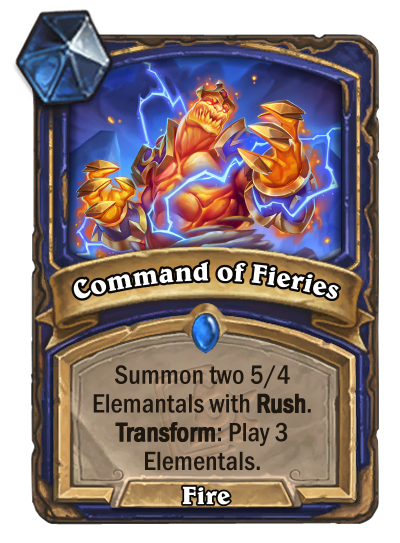 Command of Fieries
Summon two 5/4
Elemantals with Rush.
Transform: Play 3
Elementals.
Fire